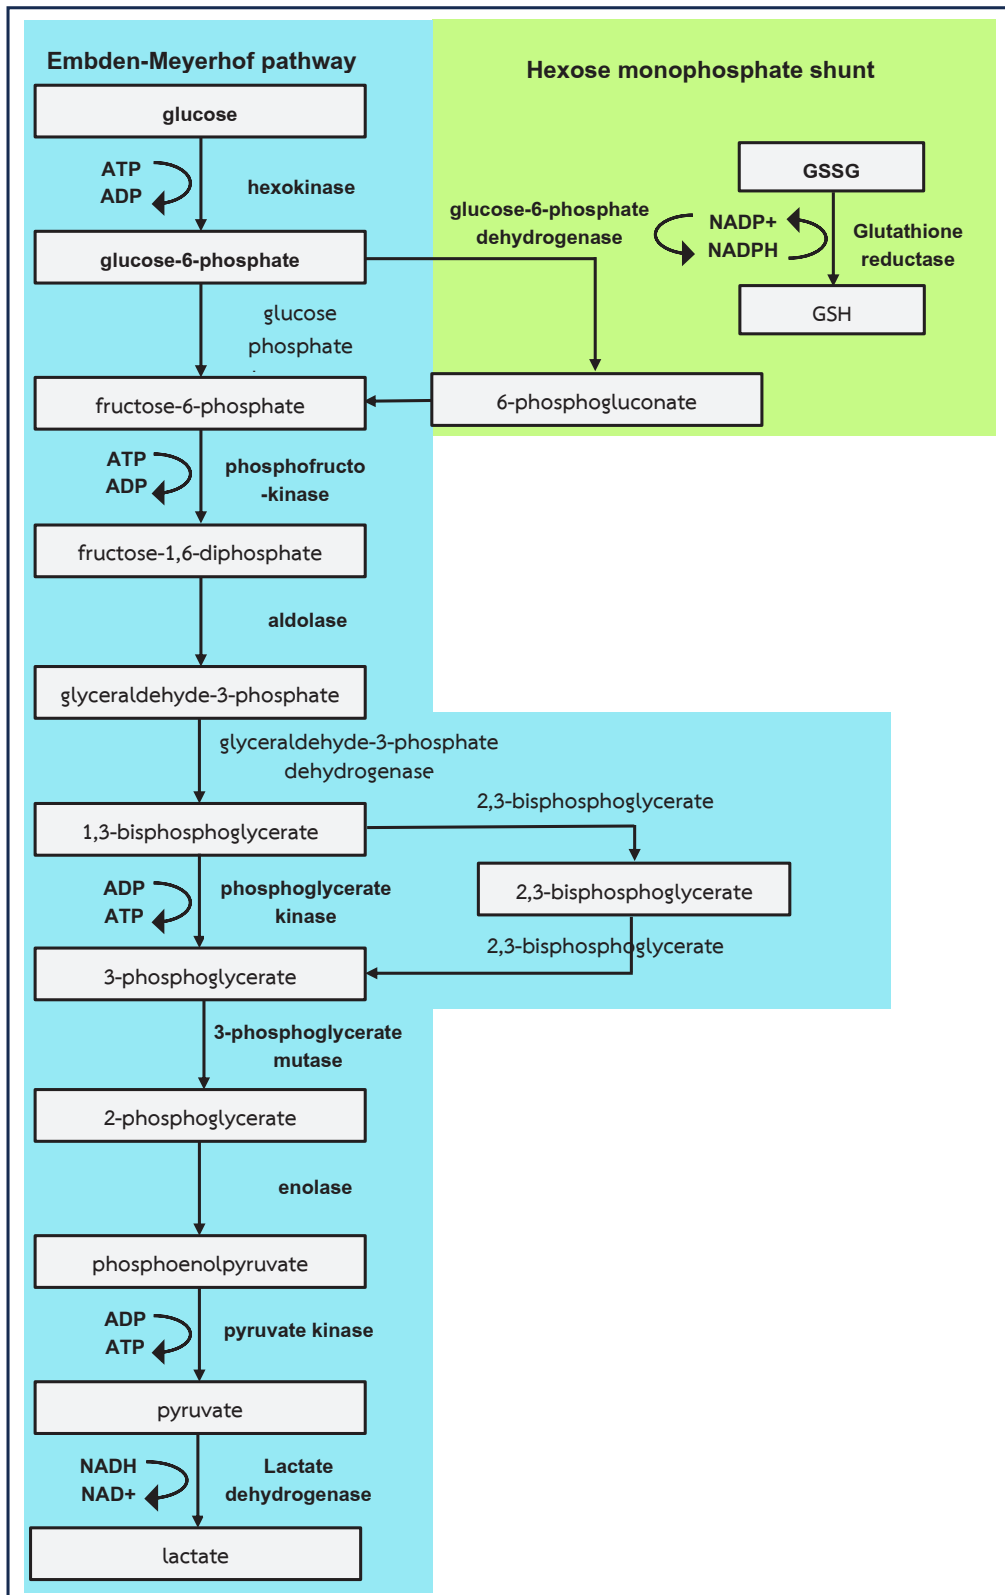 Embden-Meyerhof pathway
Hexose monophosphate shunt
glucose
ATP
ADP
hexokinase
GSSG
glucose-6-phosphate
dehydrogenase
NADP+
NADPH
Glutathione
reductase
glucose-6-phosphate
GSH
glucose
phosphate
fructose-6-phosphate
6-phosphogluconate
ATP
ADP
phosphofructo
-kinase
fructose-1,6-diphosphate
aldolase
glyceraldehyde-3-phosphate
glyceraldehyde-3-phosphate
dehydrogenase
2,3-bisphosphoglycerate
1,3-bisphosphoglycerate
ADP
ATP
phosphoglycerate
kinase
2,3-bisphosphoglycerate
2,3-bisphosphoglycerate
3-phosphoglycerate
3-phosphoglycerate
mutase
2-phosphoglycerate
enolase
phosphoenolpyruvate
ADP
ATP
pyruvate kinase
pyruvate
NADH
NAD+
Lactate
dehydrogenase
lactate